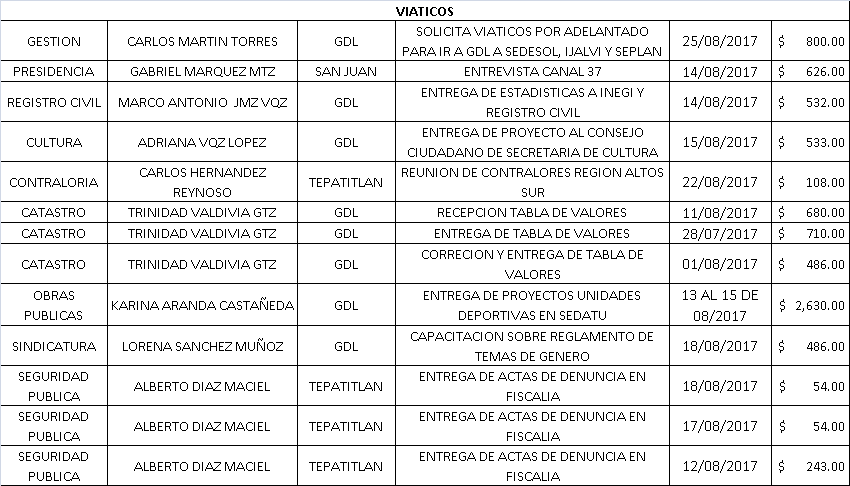 VIATICOS
GESTION CARLOS MARTIN TORRES GDL SOLICITA VIATICOS POR ADELANTADO PARA IR A GDL A SEDESOL, IJALVI Y SEPLAN 25/08/2017 $ 800.00
PRESIDENCIA GABRIEL MARQUEZ MTZ SAN JUAN ENTREVISTA CANAL 37 14/08/2017 $ 626.00
REGISTRO CIVIL MARCO ANTONIO JMZ VQZ GDL ENTREGA DE ESTADISTICAS A INEGI Y REGISTRO CIVIL 14/08/2017 $ 532.00
CULTURA ADRIANA VQZ LOPEZ GDL ENTREGA DE PROYECTO AL CONSEJO CIUDADANO DE SECRETARIA DE CULTURA 15/08/2017 $ 533.00
CONTRALORIA CARLOS HERNANDEZ REYNOSO TEPATITLAN REUNION DE CONTRALORES REGION ALTOS SUR 22/08/2017 $ 108.00
CATASTRO TRINIDAD VALDIVIA GTZ GDL RECEPCION TABLA DE VALORES 11/08/2017 $ 680.00
CATASTRO TRINIDAD VALDIVIA GTZ GDL ENTREGA DE TABLA DE VALORES 28/07/2017 $ 710.00
CATASTRO TRINIDAD VALDIVIA GTZ GDL CORRECION Y ENTREGA DE TABLA DE VALORES 01/08/2017 $ 486.00
OBRAS PUBLICAS KARINA ARANDA CASTAÑEDA GDL ENTREGA DE PROYECTOS UNIDADES DEPORTIVAS EN SEDATU 13 AL 15 DE 08/2017 $ 2,630.00
SINDICATURA LORENA SANCHEZ MUÑOZ GDL CAPACITACION SOBRE REGLAMENTO DE TEMAS DE GENERO 18/08/2017 $ 486.00
SEGURIDAD PUBLICA ALBERTO DIAZ MACIEL TEPATITLAN ENTREGA DE ACTAS DE DENUNCIA EN FISCALIA 18/08/2017 $ 54.00
SEGURIDAD PUBLICA ALBERTO DIAZ MACIEL TEPATITLAN ENTREGA DE ACTAS DE DENUNCIA EN FISCALIA 17/08/2017 $ 54.00
SEGURIDAD PUBLICA ALBERTO DIAZ MACIEL TEPATITLAN ENTREGA DE ACTAS DE DENUNCIA EN FISCALIA 12/08/2017 $ 243.00